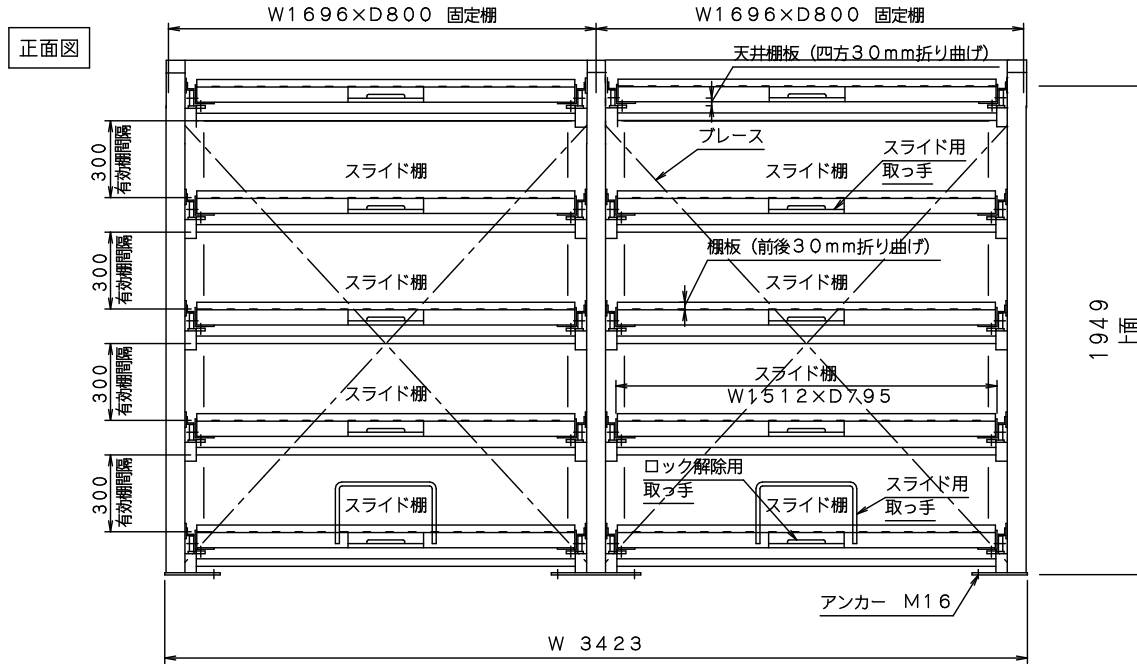 W1696×D800 固定棚
W1696×D800 固定棚
正面図
天井棚板（四方30mm折り曲げ）
ブレース
300
有効棚間隔
スライド棚
スライド棚
スライド用
取っ手
棚板（前後30mm折り曲げ）
300
有効棚間隔
スライド棚
スライド棚
1949
上面
300
有効棚間隔
スライド棚
スライド棚
W1512×D795
300
有効棚間隔
ロック解除用
取っ手
スライド棚
スライド棚
スライド用
取っ手
アンカー M16
W 3423